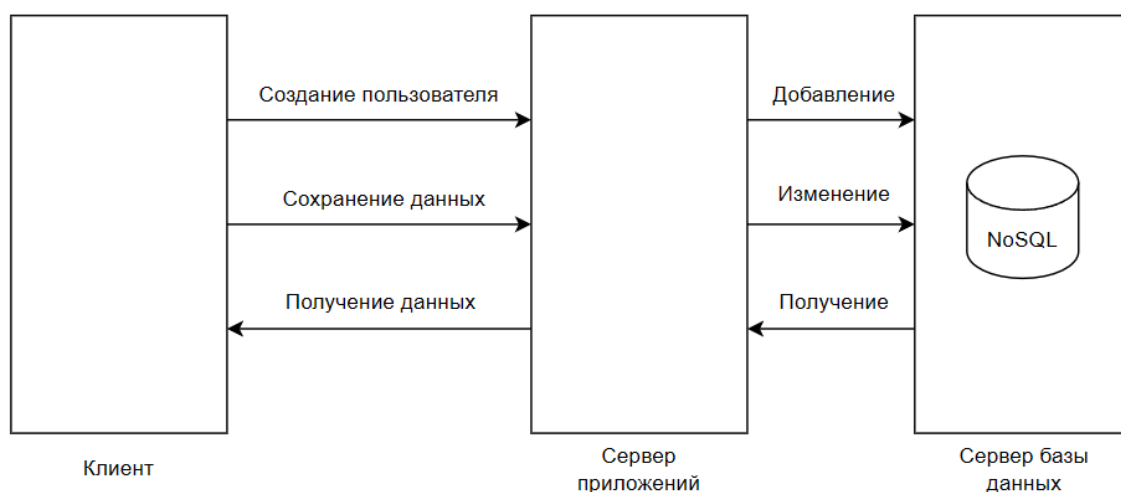 Создание пользователя
Добавление
Сохранение данных
Изменение
NoSQL
Получение данных
Получение
Клиент
Сервер
приложений
Сервер базы
данных